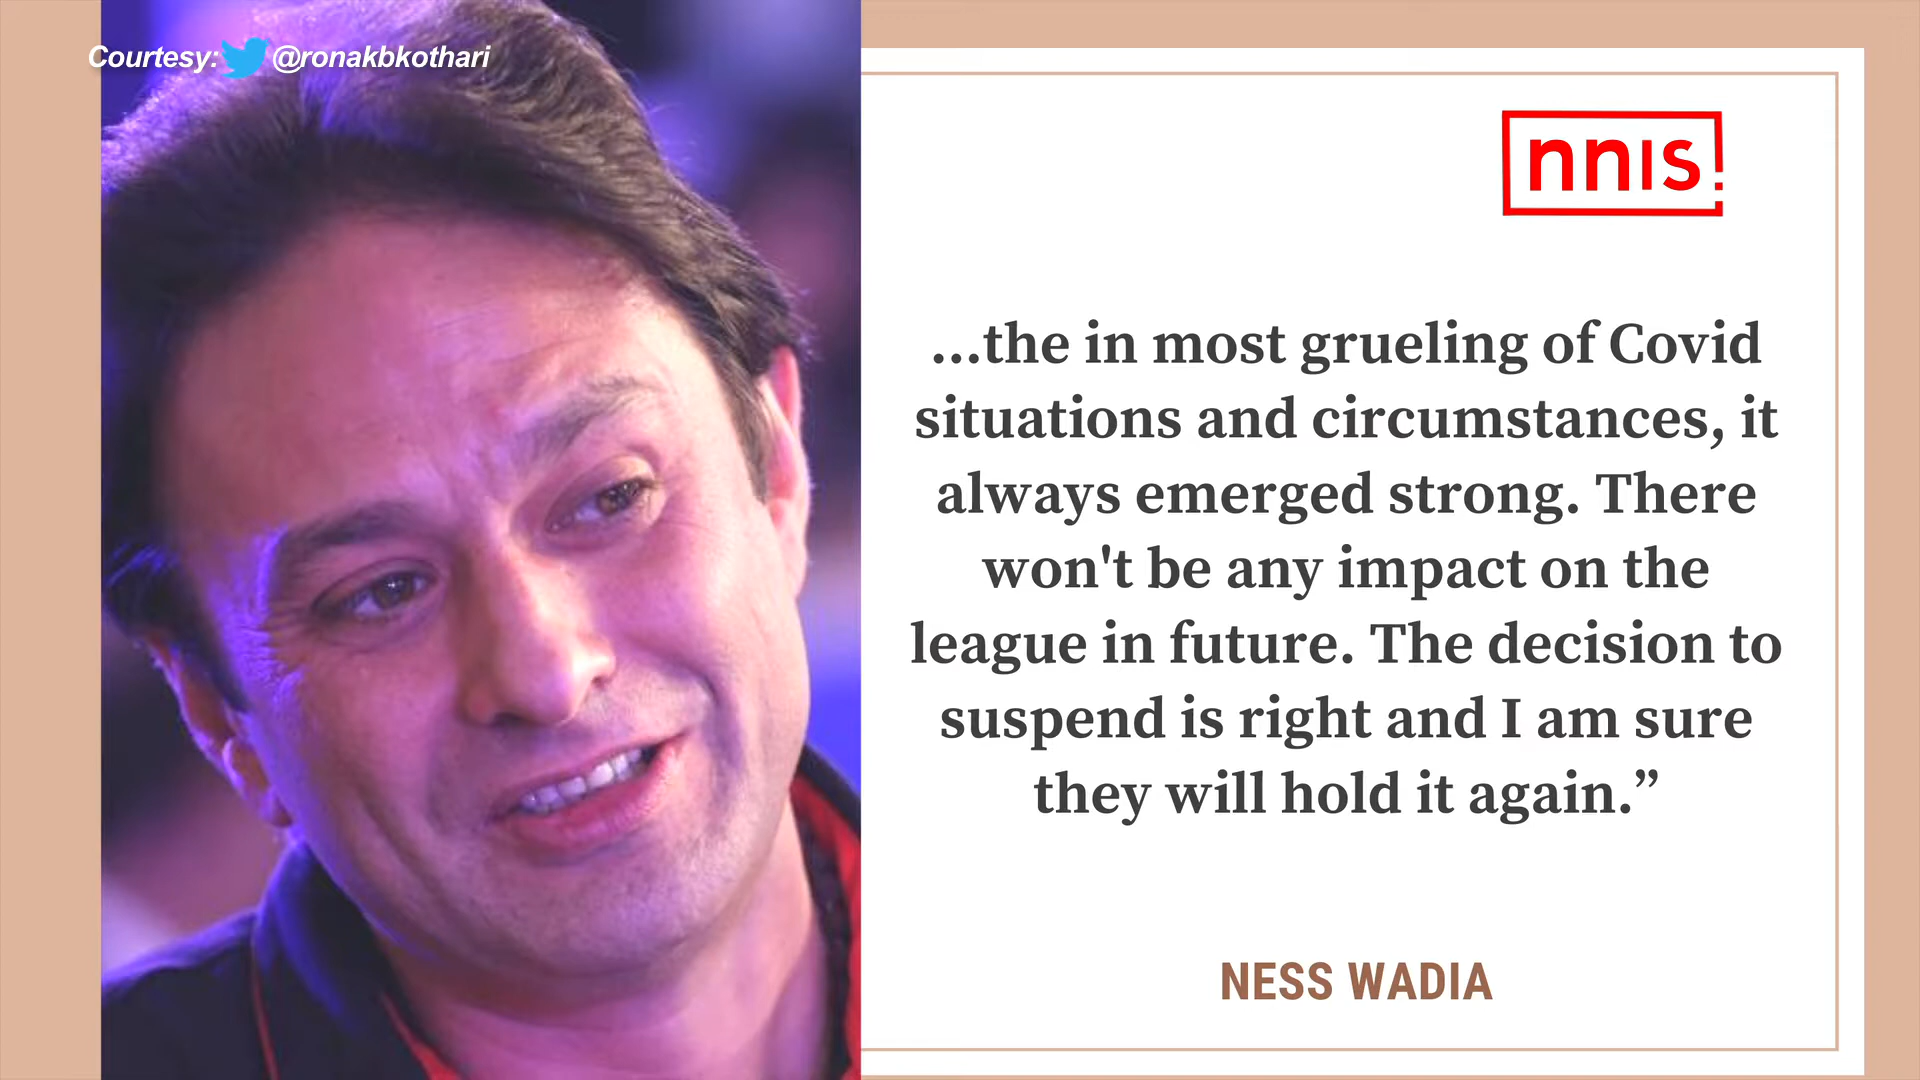 Courtesy: @ronakbkothari
nnis
...the in most grueling of Covid
situations and circumstances, it
always emerged strong. There
won't be any impact on the
league in future. The decision to
suspend is right and I am sure
they will hold it again.”
NESS WADIA